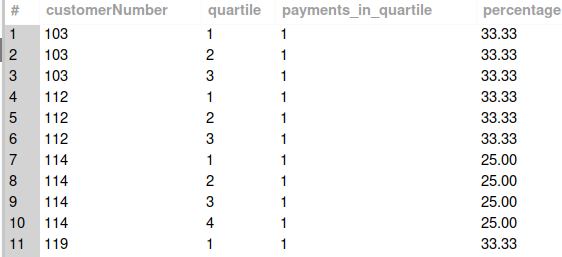 # customerNumber quartile payments_in_quartile percentage
1 103 1 1 33.33
2 103 2 1 33.33
3 103 3 1 33.33
4 112 1 1 33.33
5 112 2 1 33.33
6 112 3 1 33.33
7 114 1 1 25.00
8 114 2 1 25.00
9 114 3 1 25.00
10 114 4 1 25.00
11 119 1 1 33.33